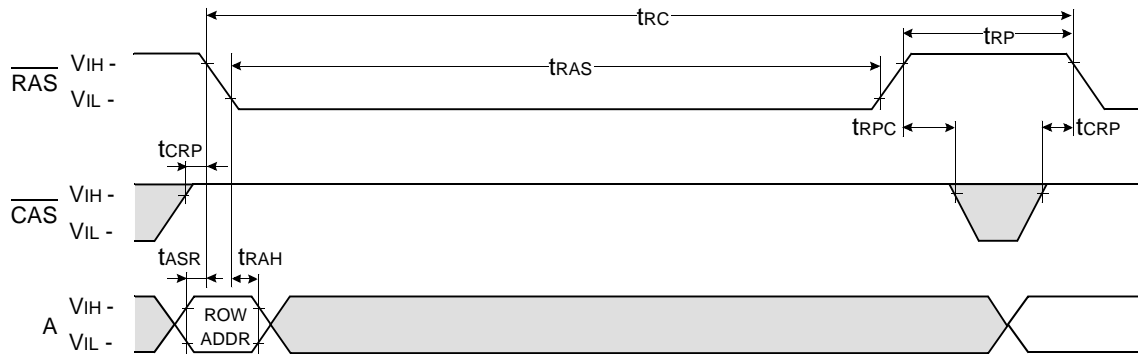 tRC
tRP
tRAS
RAS
VIH -
VIL -
tRPC
tCRP
tCRP
CAS
VIH -
VIL -
tASR
tRAH
A
VIH -
VIL -
ROW
ADDR